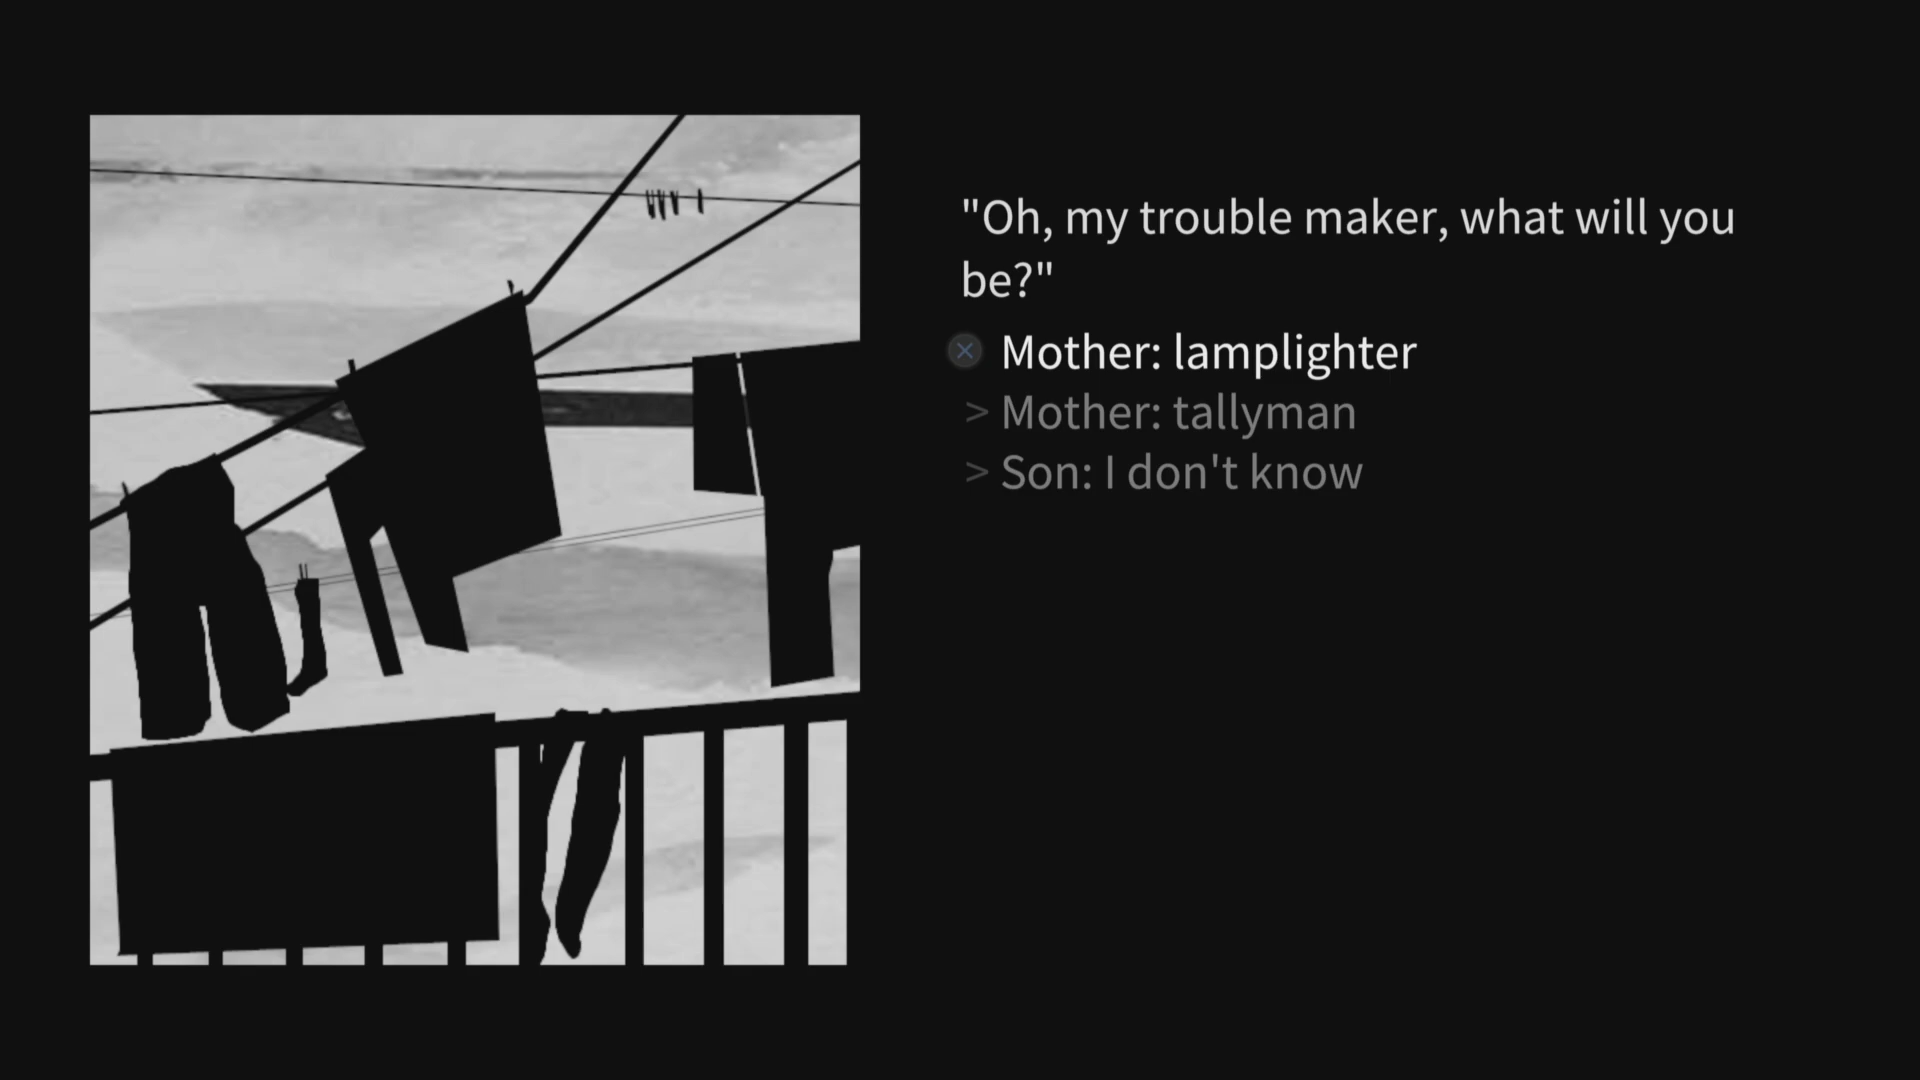 "Oh, my trouble maker, what will you
be?"
Mother: lamplighter
> Mother: tallyman
> Son: I don't know